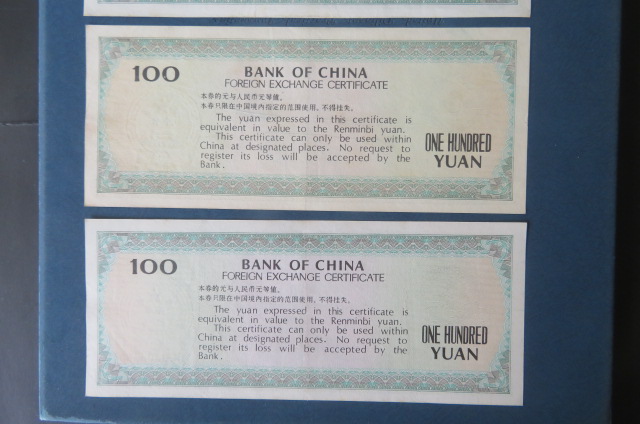 100
BANK OF CHINA
FOREIGN EXCHANGE CERTIFICATE
本券的元与人民币元等值。
本券只限在中国境内指定的范围使用，不得挂失。
The yuan expressed in this certificate is
equivalent in value to the Renminbi yuan.
This certificate can only be used within
China at designated places. No request to
register its loss will be accepted by the
Bank.
ONE HUNDRED
YUAN
100
BANK OF CHINA
FOREIGN EXCHANGE CERTIFICATE
本券的元与人民币元等值。
本券只限在中国境内指定的范围使用，不得挂失。
The yuan expressed in this certificate is
equivalent in value to the Renminbi yuan.
This certificate can only be used within
China at designated places. No request to
register its loss will be accepted by the
Bank.
ONE HUNDRED
YUAN